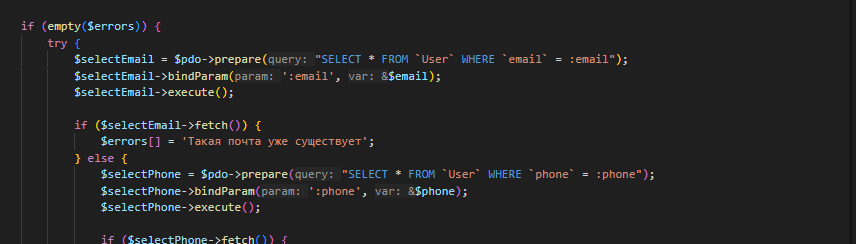 if (empty($errors)) {
try {
$selectEmail = $pdo->prepare(query: "SELECT * FROM `User` WHERE `email` = :email");
$selectEmail->bindParam(param: ':email', var: &$email);
$selectEmail->execute();
if ($selectEmail->fetch()) {
$errors[] = 'Такая почта уже существует';
} else {
$selectPhone = $pdo->prepare(query: "SELECT * FROM `User` WHERE `phone` = :phone");
$selectPhone->bindParam(param: ':phone', var: &$phone);
$selectPhone->execute();
if ($selectPhone->fetch()) {